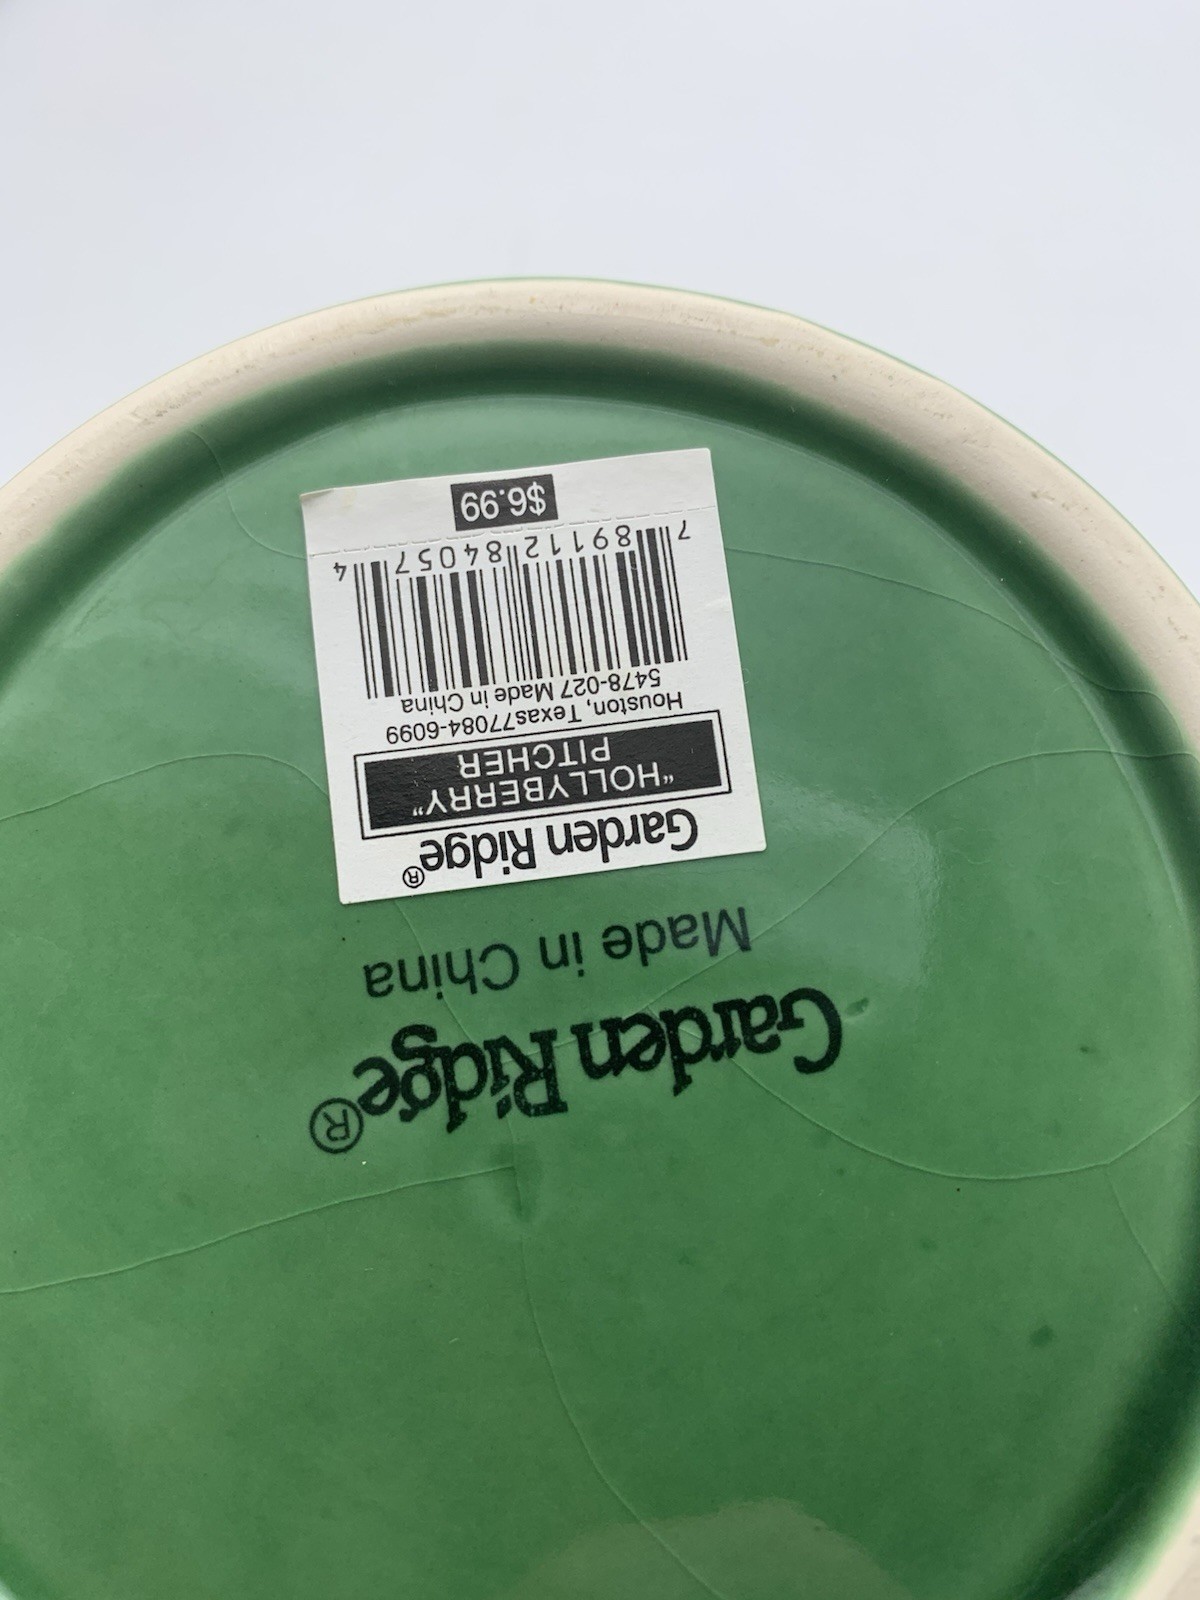 Garden Ridge®
Made in China
Garden Ridge®
"HOLLYBERRY"
PITCHER
Houston, Texas77084-6099
5478-027 Made in China
7 89112 84057 4
$6.99